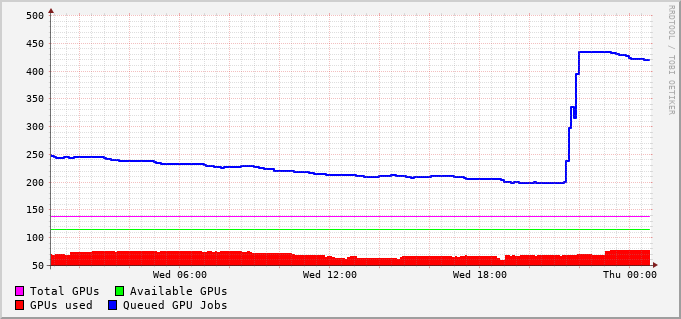 RRDTOOL / TOBI OETIKER
500
450
400
350
300
250
200
150
100
50
Wed 06:00 Wed 12:00 Wed 18:00 Thu 00:00
Total GPUs Available GPUs
GPUs used Queued GPU Jobs